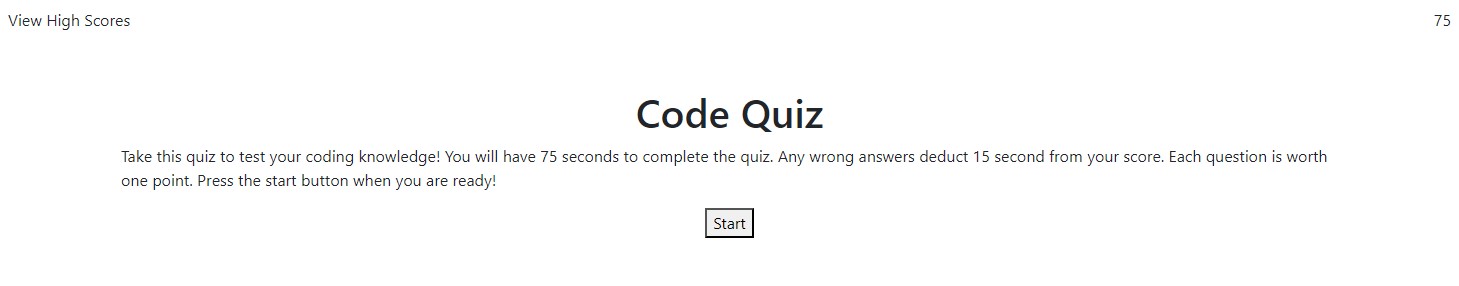 View High Scores
75
Code Quiz
Take this quiz to test your coding knowledge! You will have 75 seconds to complete the quiz. Any wrong answers deduct 15 second from your score. Each question is worth
one point. Press the start button when you are ready!
Start